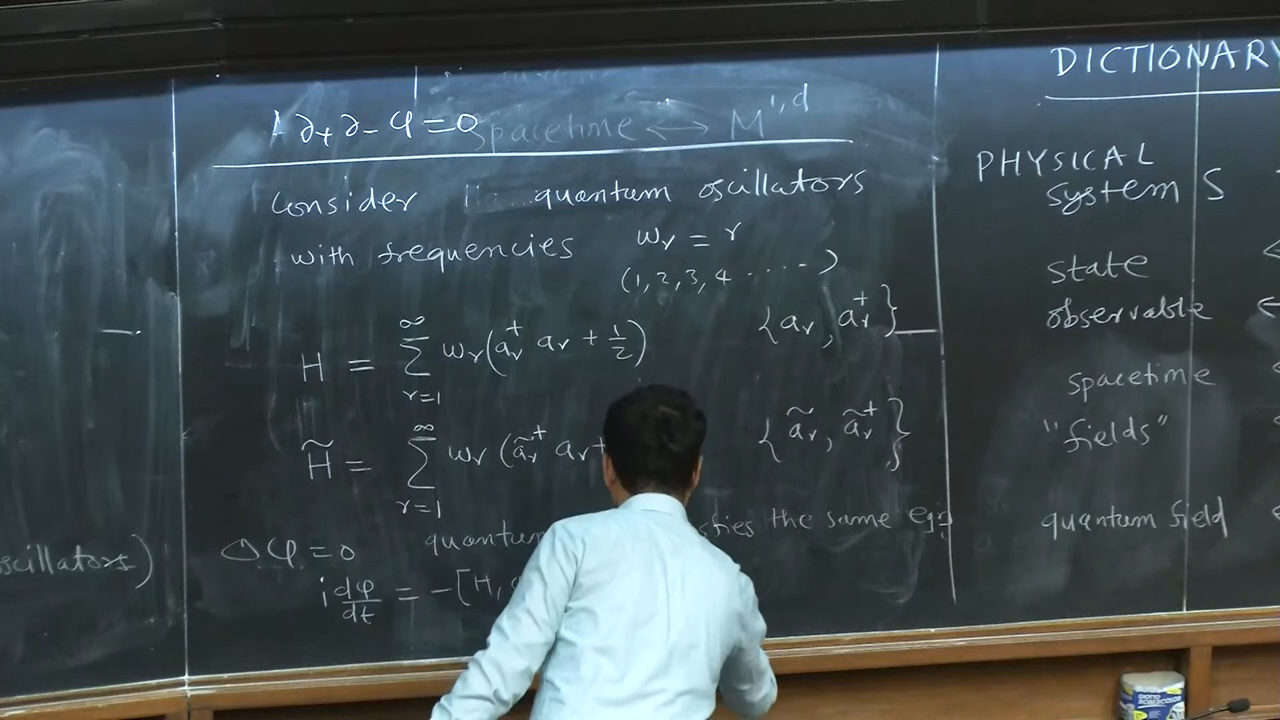 ∂₊∂₋φ = 0 spacetime ↔ M^{1,d}
Consider quantum oscillators
with frequencies ω_r = r
(1, 2, 3, 4 .....)
H = Σ_{r=1}^{∞} ω_r (a_r^† a_r + 1/2) {a_r, a_r^†}
H̃ = Σ_{r=1}^{∞} ω_r (ã_r^† a_r + {ã_r, ã_r^†}
quantum the same eqn
Δφ = 0
i dφ/dt = -[H,
scillators)
DICTIONARY
PHYSICAL
system S
state
observable
spacetime
"fields"
quantum field